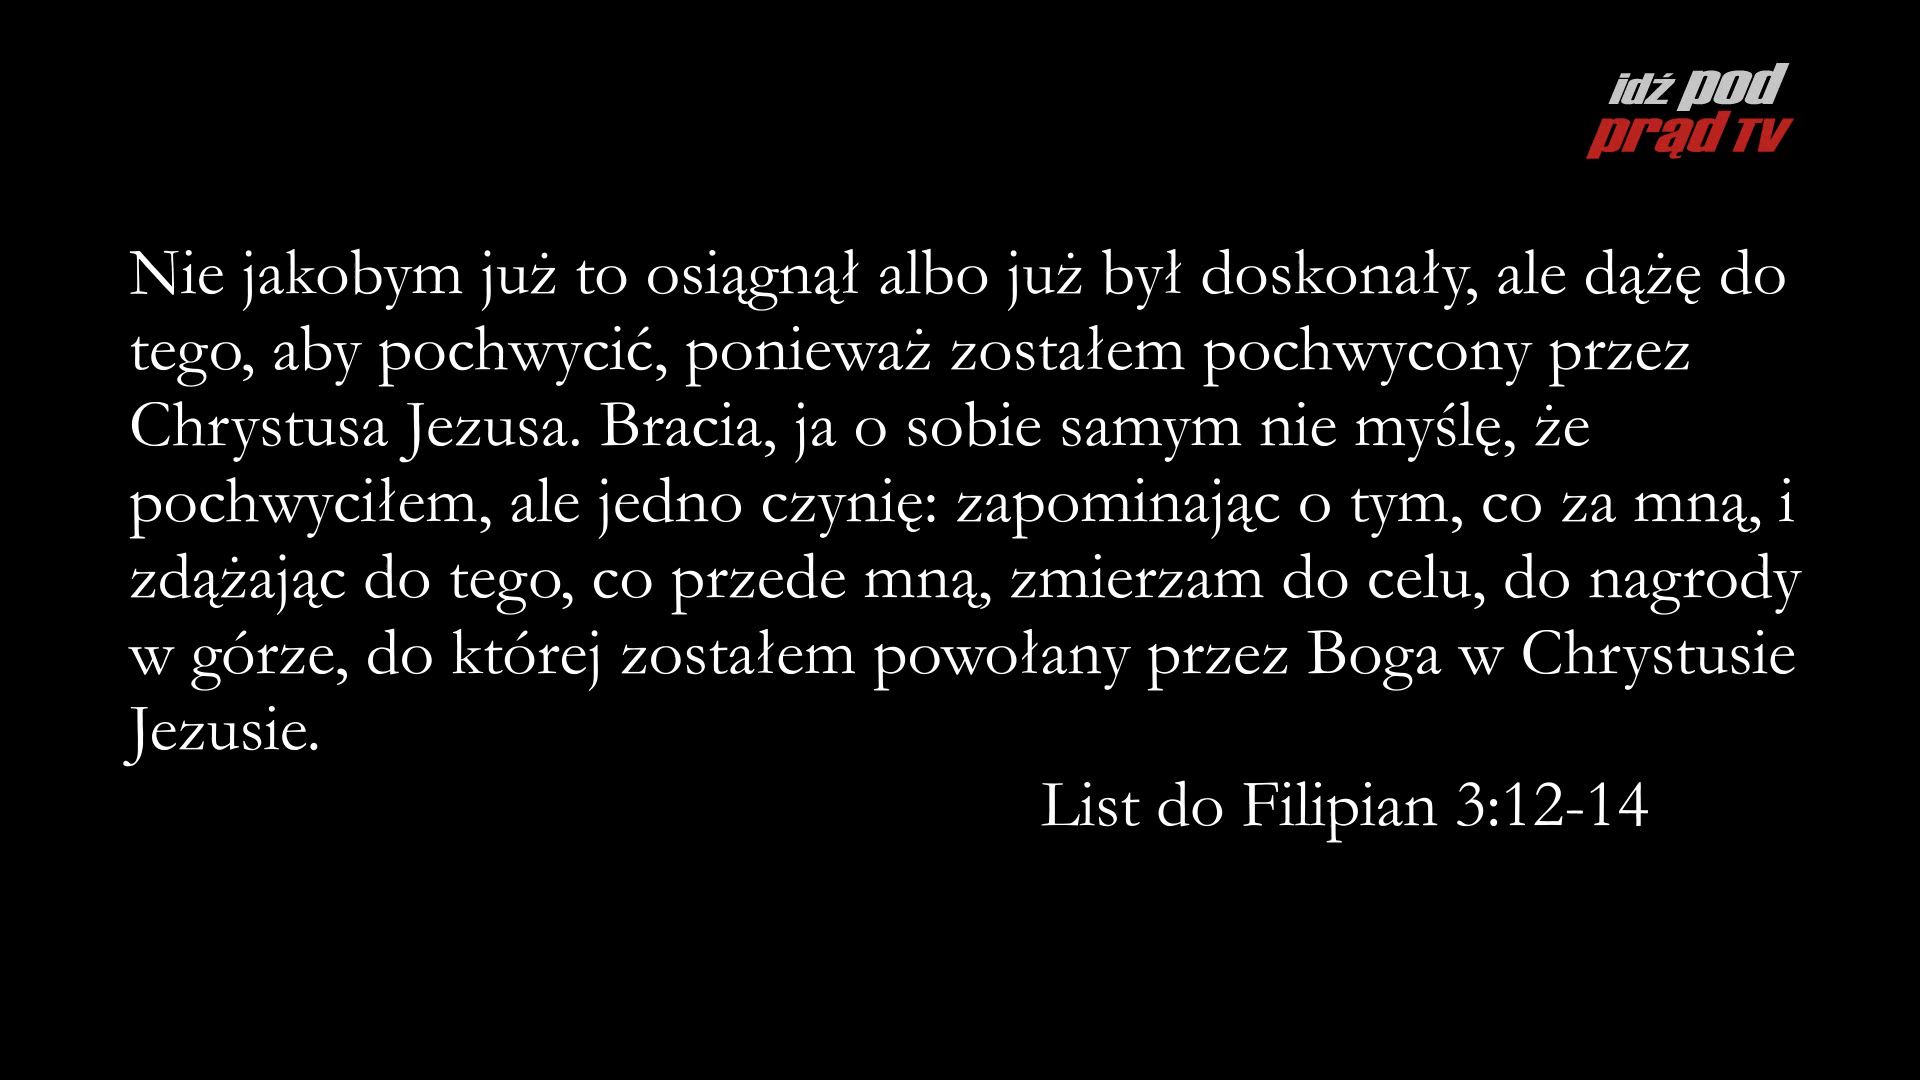 idź pod
prąd TV
Nie jakobym już to osiągnął albo już był doskonały, ale dążę do
tego, aby pochwycić, ponieważ zostałem pochwycony przez
Chrystusa Jezusa. Bracia, ja o sobie samym nie myślę, że
pochwyciłem, ale jedno czynię: zapominając o tym, co za mną, i
zdążając do tego, co przede mną, zmierzam do celu, do nagrody
w górze, do której zostałem powołany przez Boga w Chrystusie
Jezusie.
List do Filipian 3:12-14